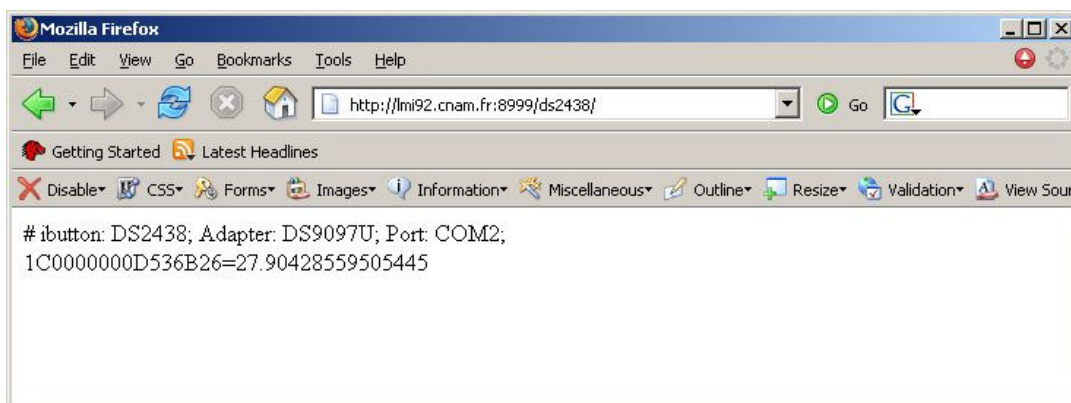 Mozilla Firefox
File Edit View Go Bookmarks Tools Help
http://lmi92.cnam.fr:8999/ds2438/ Go G
Getting Started Latest Headlines
Disable CSS Forms Images Information Miscellaneous Outline Resize Validation View Sour
# ibutton: DS2438; Adapter: DS9097U; Port: COM2;
1C0000000D536B26=27.90428559505445